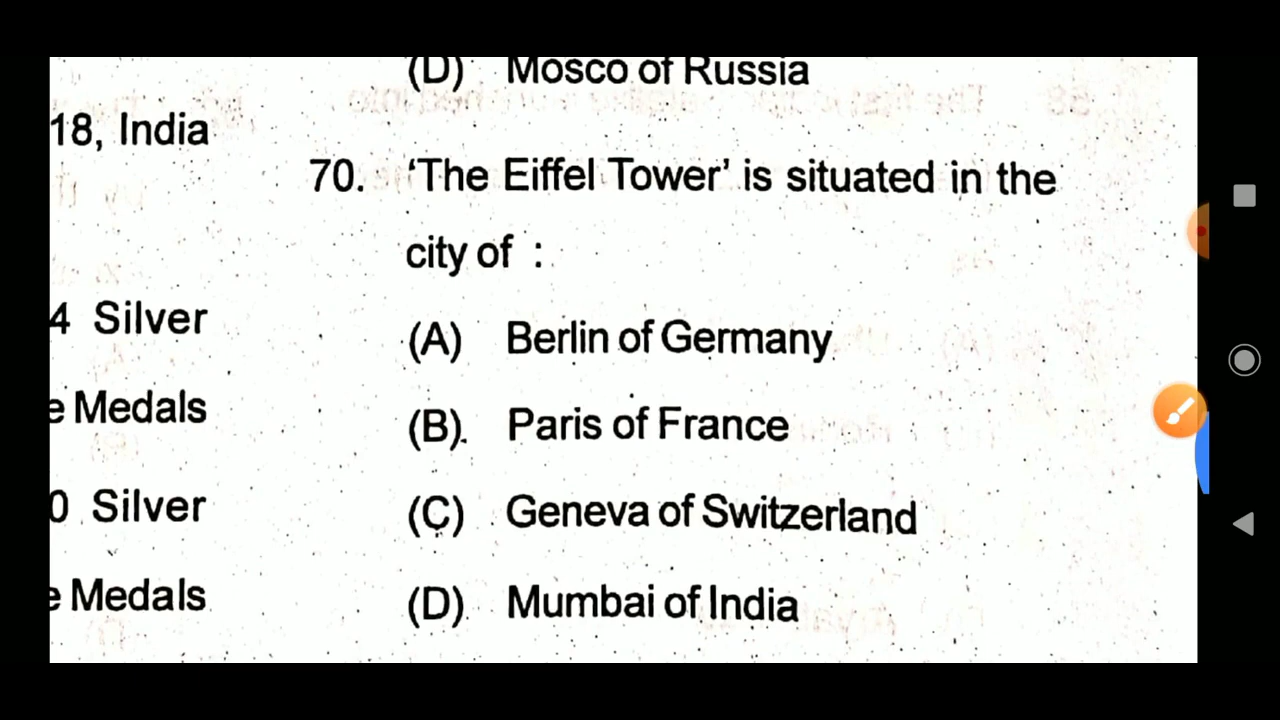 18, India
4 Silver
e Medals
0 Silver
e Medals
(D) Mosco of Russia
70. 'The Eiffel Tower' is situated in the
city of :
(A) Berlin of Germany
(B). Paris of France
(C) Geneva of Switzerland
(D) Mumbai of India